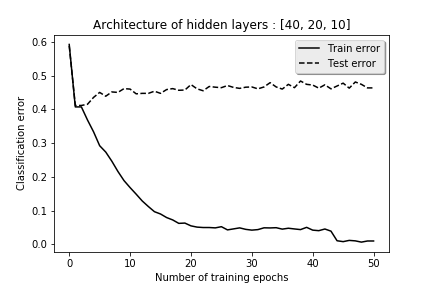 Architecture of hidden layers : [40, 20, 10]
Train error
Test error
Classification error
0.6
0.5
0.4
0.3
0.2
0.1
0.0
0 10 20 30 40 50
Number of training epochs